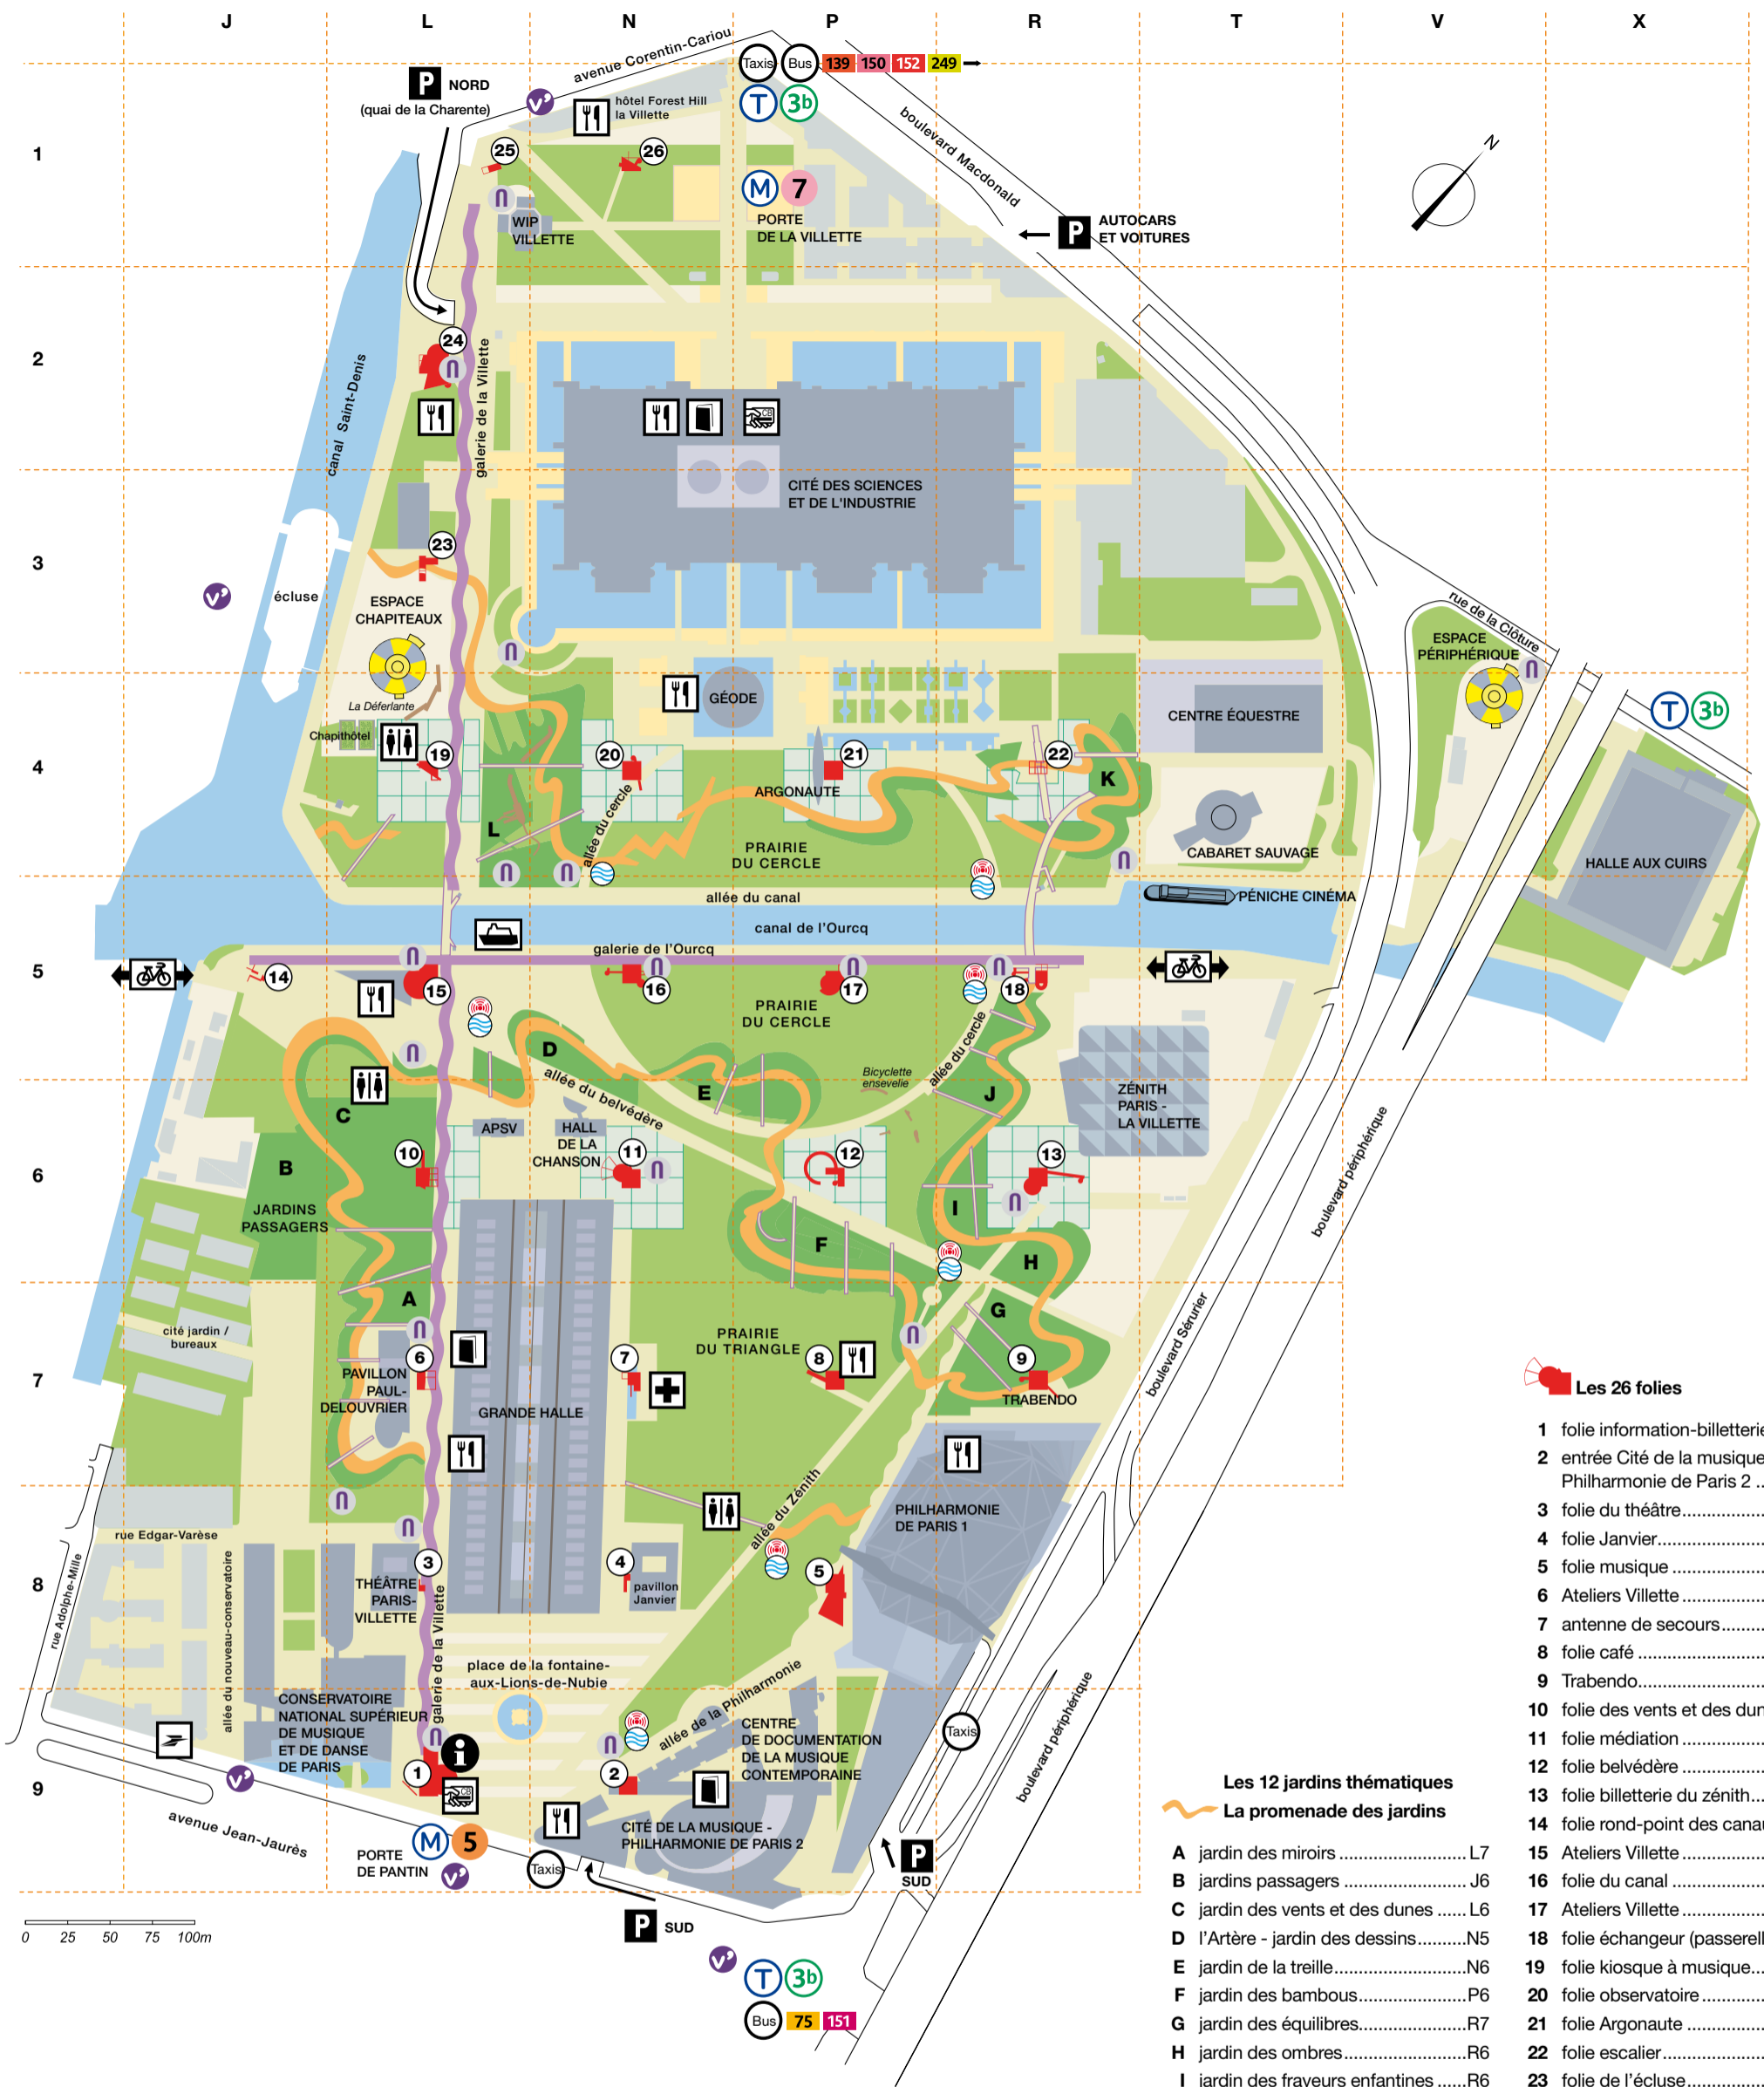 J L N P R T V X
avenue Corentin-Cariou
Taxis Bus 139 150 152 249
T 3b
P NORD
(quai de la Charente)
v'
hôtel Forest Hill
la Villette
boulevard Macdonald
N
1
25
26
M 7
PORTE
DE LA VILLETTE
WIP
VILLETTE
P AUTOCARS
ET VOITURES
2
24
canal Saint-Denis
galerie de la Villette
CB
CITÉ DES SCIENCES
ET DE L'INDUSTRIE
3
23
v'
écluse
ESPACE
CHAPITEAUX
rue de la Clôture
ESPACE
PÉRIPHÉRIQUE
La Déferlante
GÉODE
CENTRE ÉQUESTRE
T 3b
Chapithôtel
4
19
20
21
22
K
ARGONAUTE
allée du cercle
L
PRAIRIE
DU CERCLE
CABARET SAUVAGE
HALLE AUX CUIRS
allée du canal
PÉNICHE CINÉMA
canal de l'Ourcq
galerie de l'Ourcq
5
14
15
16
17
18
PRAIRIE
DU CERCLE
D
allée du belvédère
allée du cercle
Bicyclette
ensevelie
E
J
ZÉNITH
PARIS -
LA VILLETTE
C
APSV
HALL
DE LA
CHANSON
6
10
11
12
13
B
JARDINS
PASSAGERS
I
F
H
boulevard périphérique
A
G
cité jardin /
bureaux
PRAIRIE
DU TRIANGLE
boulevard Sérurier
7
6
7
8
9
PAVILLON
PAUL-
DELOUVRIER
TRABENDO
GRANDE HALLE
allée du Zénith
PHILHARMONIE
DE PARIS 1
rue Edgar-Varèse
rue Adolphe-Mille
allée du nouveau-conservatoire
8
3
4
5
THÉÂTRE
PARIS-
VILLETTE
pavillon
Janvier
galerie de la Villette
place de la fontaine-
aux-Lions-de-Nubie
allée de la Philharmonie
CONSERVATOIRE
NATIONAL SUPÉRIEUR
DE MUSIQUE
ET DE DANSE
DE PARIS
CENTRE
DE DOCUMENTATION
DE LA MUSIQUE
CONTEMPORAINE
Taxis
boulevard périphérique
9
v'
1
i
CB
2
avenue Jean-Jaurès
M 5
PORTE
DE PANTIN
v'
CITÉ DE LA MUSIQUE -
PHILHARMONIE DE PARIS 2
Taxis
P
SUD
P SUD
0 25 50 75 100m
v'
T 3b
Bus 75 151
Les 12 jardins thématiques
La promenade des jardins
A jardin des miroirs ........................... L7
B jardins passagers .......................... J6
C jardin des vents et des dunes ...... L6
D l'Artère - jardin des dessins..........N5
E jardin de la treille............................N6
F jardin des bambous.......................P6
G jardin des équilibres.......................R7
H jardin des ombres..........................R6
I jardin des frayeurs enfantines ......R6
Les 26 folies
1 folie information-billetterie
2 entrée Cité de la musique
Philharmonie de Paris 2 ..
3 folie du théâtre..................
4 folie Janvier.......................
5 folie musique ....................
6 Ateliers Villette ..................
7 antenne de secours..........
8 folie café ...........................
9 Trabendo...........................
10 folie des vents et des dun
11 folie médiation ..................
12 folie belvédère ..................
13 folie billetterie du zénith...
14 folie rond-point des canau
15 Ateliers Villette ..................
16 folie du canal ....................
17 Ateliers Villette ..................
18 folie échangeur (passerell
19 folie kiosque à musique...
20 folie observatoire ..............
21 folie Argonaute .................
22 folie escalier......................
23 folie de l'écluse.................